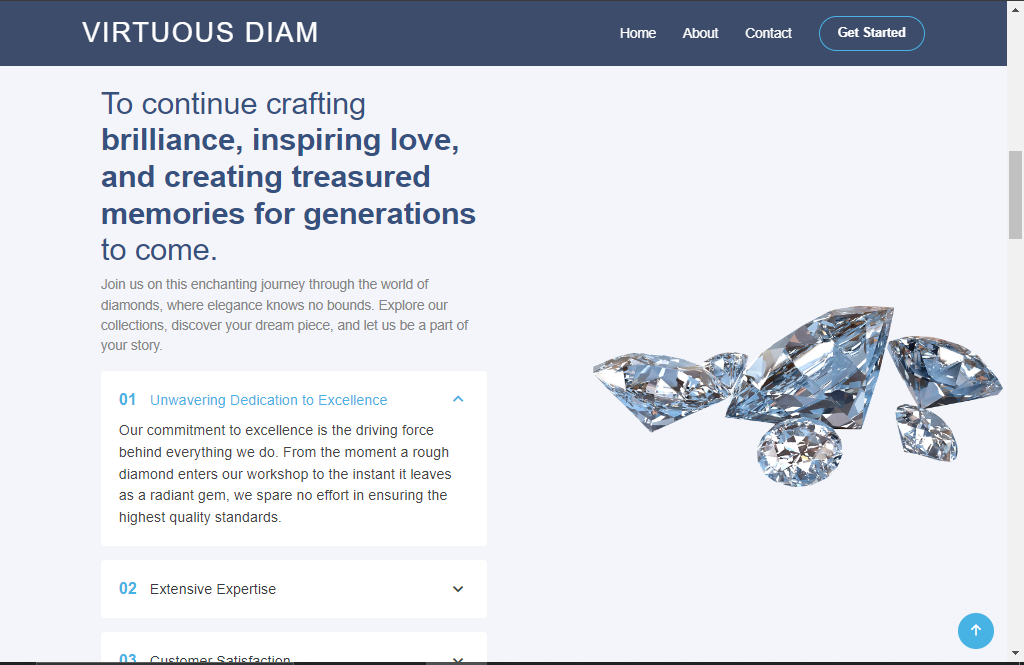 VIRTUOUS DIAM
Home About Contact Get Started
To continue crafting
brilliance, inspiring love,
and creating treasured
memories for generations
to come.
Join us on this enchanting journey through the world of
diamonds, where elegance knows no bounds. Explore our
collections, discover your dream piece, and let us be a part of
your story.
01 Unwavering Dedication to Excellence
Our commitment to excellence is the driving force
behind everything we do. From the moment a rough
diamond enters our workshop to the instant it leaves
as a radiant gem, we spare no effort in ensuring the
highest quality standards.
02 Extensive Expertise
03 Customer Satisfaction